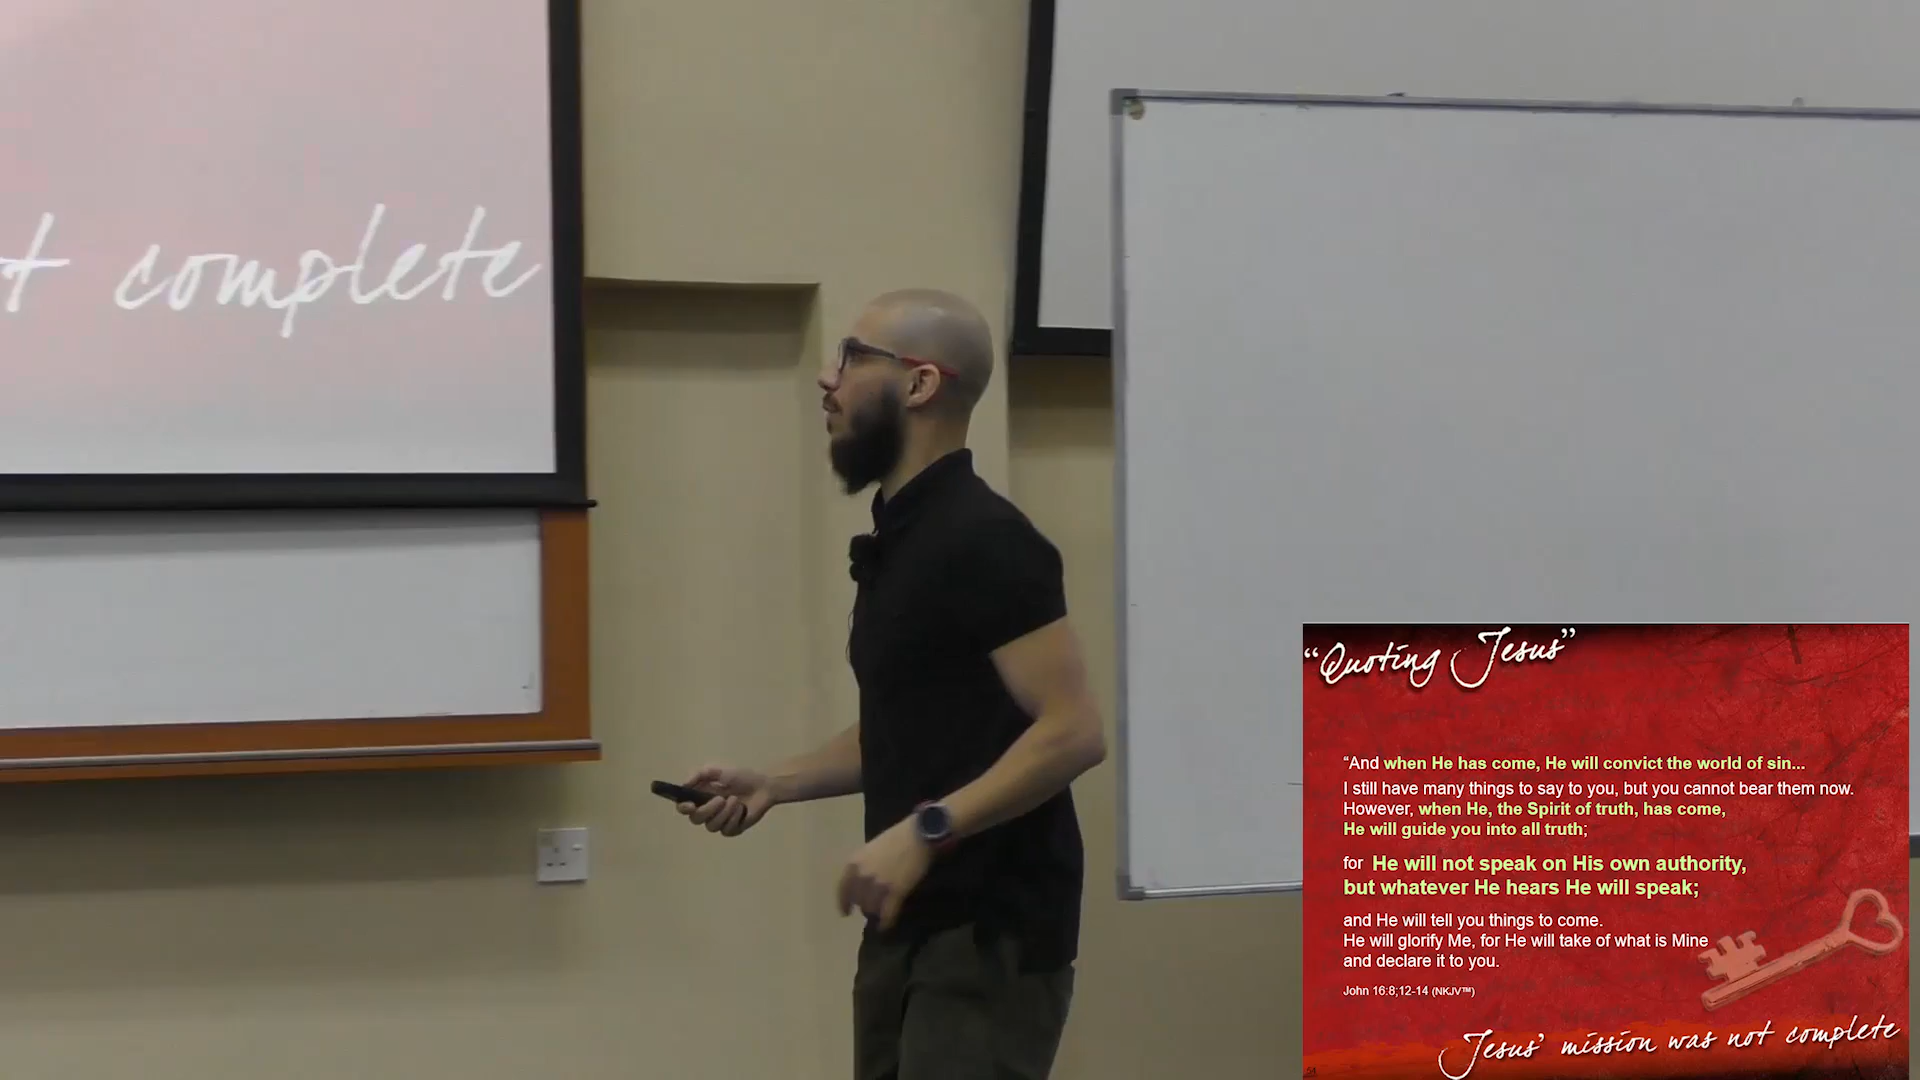 t complete
“Quoting Jesus”
“And when He has come, He will convict the world of sin...
I still have many things to say to you, but you cannot bear them now.
However, when He, the Spirit of truth, has come,
He will guide you into all truth;
for He will not speak on His own authority,
but whatever He hears He will speak;
and He will tell you things to come.
He will glorify Me, for He will take of what is Mine
and declare it to you.
John 16:8;12-14 (NKJV™)
Jesus’ mission was not complete
54